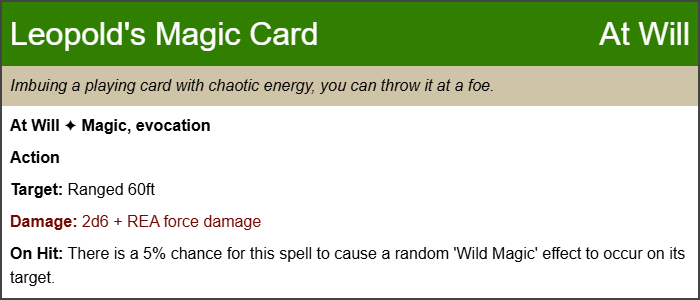 Leopold's Magic Card At Will
Imbuing a playing card with chaotic energy, you can throw it at a foe.
At Will ✦ Magic, evocation
Action
Target: Ranged 60ft
Damage: 2d6 + REA force damage
On Hit: There is a 5% chance for this spell to cause a random 'Wild Magic' effect to occur on its
target.